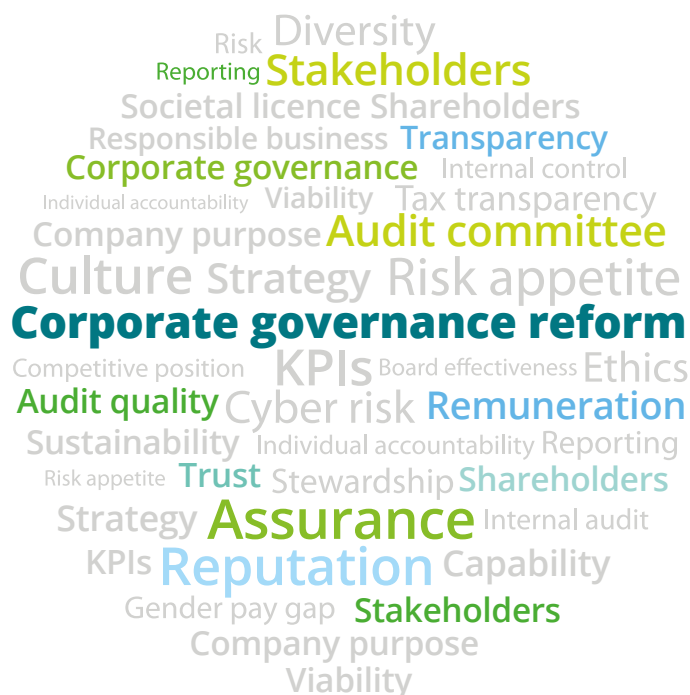 Risk Diversity
Reporting Stakeholders
Societal licence Shareholders
Responsible business Transparency
Corporate governance Internal control
Individual accountability Viability Tax transparency
Company purpose Audit committee
Culture Strategy Risk appetite
Corporate governance reform
Competitive position KPIs Board effectiveness Ethics
Audit quality Cyber risk Remuneration
Sustainability Individual accountability Reporting
Risk appetite Trust Stewardship Shareholders
Strategy Assurance Internal audit
KPIs Reputation Capability
Gender pay gap Stakeholders
Company purpose
Viability